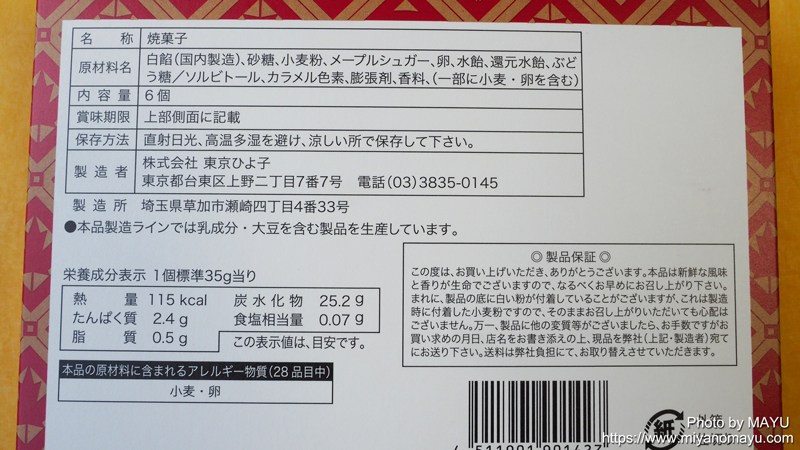 名　称　焼菓子
原材料名　白餡(国内製造)、砂糖、小麦粉、メープルシュガー、卵、水飴、還元水飴、ぶど
う糖／ソルビトール、カラメル色素、膨張剤、香料、(一部に小麦・卵を含む)
内容量　6個
賞味期限　上部側面に記載
保存方法　直射日光、高温多湿を避け、涼しい所で保存して下さい。
製造者　株式会社 東京ひよ子
東京都台東区上野二丁目7番7号　電話(03)3835-0145
製造所　埼玉県草加市瀬崎四丁目4番33号
●本品製造ラインでは乳成分・大豆を含む製品を生産しています。
栄養成分表示 1個標準35g当り
熱量　115 kcal　炭水化物　25.2 g
たんぱく質　2.4 g　食塩相当量　0.07 g
脂質　0.5 g　この表示値は、目安です。
本品の原材料に含まれるアレルギー物質(28品目中)
小麦・卵
◎製品保証◎
この度は、お買い上げいただき、ありがとうございます。本品は新鮮な風味
と香りが生命でございますので、なるべくお早めにお召し上がり下さい。
まれに、製品の底に白い粉が付着していることがございますが、これは製造
時に付着した小麦粉ですので、そのままお召し上がりいただいても心配は
ございません。万一、製品に他の変質等がございましたら、お手数ですがお
買い求めの月日、店名をお書き添えの上、現品を弊社(上記・製造者)宛て
にお送り下さい。送料は弊社負担にて、お取り替えさせていただきます。
紙
Photo by MAYU
https://www.miyanomayu.com/